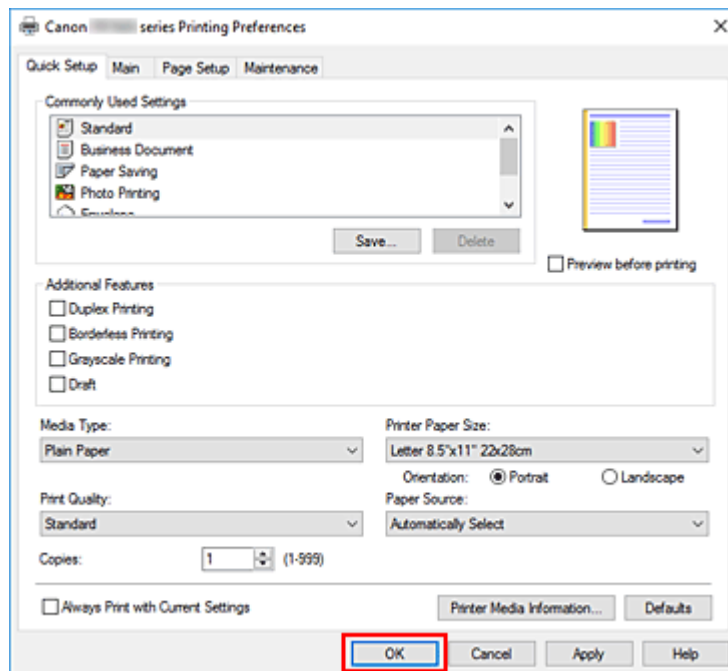 Canon series Printing Preferences
Quick Setup Main Page Setup Maintenance
Commonly Used Settings
Standard
Business Document
Paper Saving
Photo Printing
Envelope
Save... Delete
Preview before printing
Additional Features
Duplex Printing
Borderless Printing
Grayscale Printing
Draft
Media Type: Printer Paper Size:
Plain Paper Letter 8.5"x11" 22x28cm
Orientation: Portrait Landscape
Print Quality: Paper Source:
Standard Automatically Select
Copies: 1 (1-999)
Always Print with Current Settings Printer Media Information... Defaults
OK Cancel Apply Help